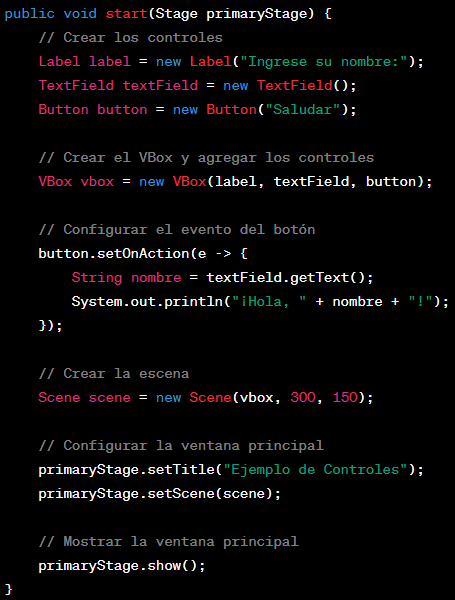 public void start(Stage primaryStage) {
    // Crear los controles
    Label label = new Label("Ingrese su nombre:");
    TextField textField = new TextField();
    Button button = new Button("Saludar");

    // Crear el VBox y agregar los controles
    VBox vbox = new VBox(label, textField, button);

    // Configurar el evento del botón
    button.setOnAction(e -> {
        String nombre = textField.getText();
        System.out.println("¡Hola, " + nombre + "!");
    });

    // Crear la escena
    Scene scene = new Scene(vbox, 300, 150);

    // Configurar la ventana principal
    primaryStage.setTitle("Ejemplo de Controles");
    primaryStage.setScene(scene);

    // Mostrar la ventana principal
    primaryStage.show();
}